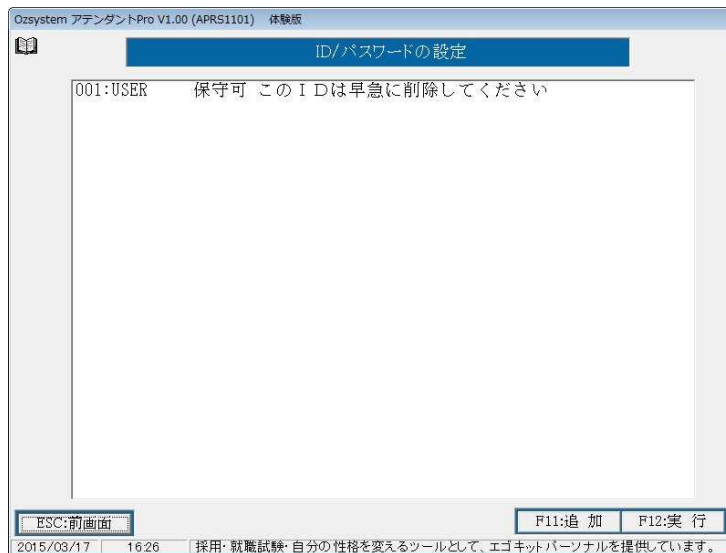 Ozsystem アテンダントPro V1.00 (APRS1101) 体験版
ID/パスワードの設定
001:USER 保守可 このＩＤは早急に削除してください
ESC:前画面 F11:追 加 F12:実 行
2015/03/17 16:26 採用・就職試験・自分の性格を変えるツールとして、エゴキットパーソナルを提供しています。